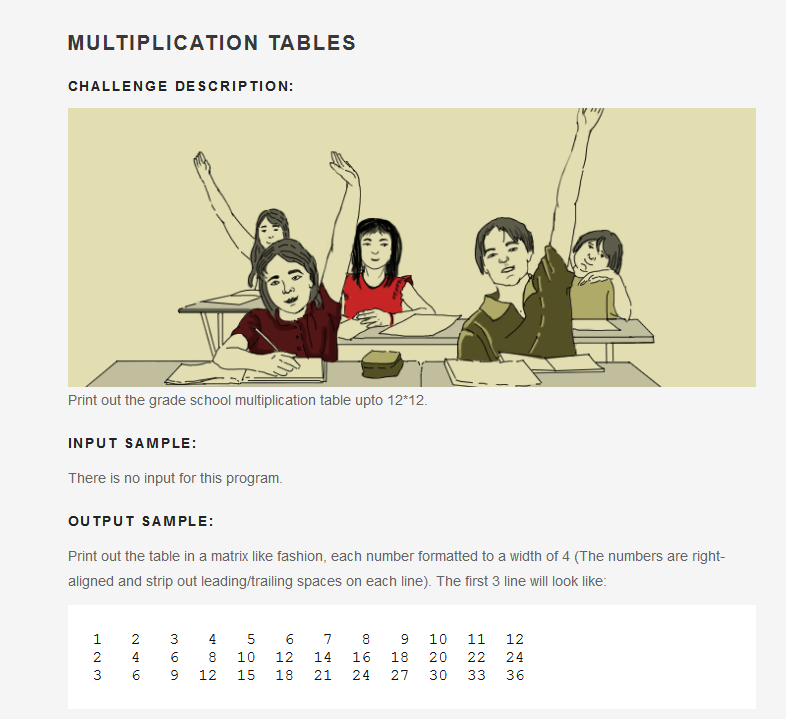 MULTIPLICATION TABLES
CHALLENGE DESCRIPTION:
Print out the grade school multiplication table upto 12*12.
INPUT SAMPLE:
There is no input for this program.
OUTPUT SAMPLE:
Print out the table in a matrix like fashion, each number formatted to a width of 4 (The numbers are right-
aligned and strip out leading/trailing spaces on each line). The first 3 line will look like:
1   2   3   4   5   6   7   8   9  10  11  12
2   4   6   8  10  12  14  16  18  20  22  24
3   6   9  12  15  18  21  24  27  30  33  36